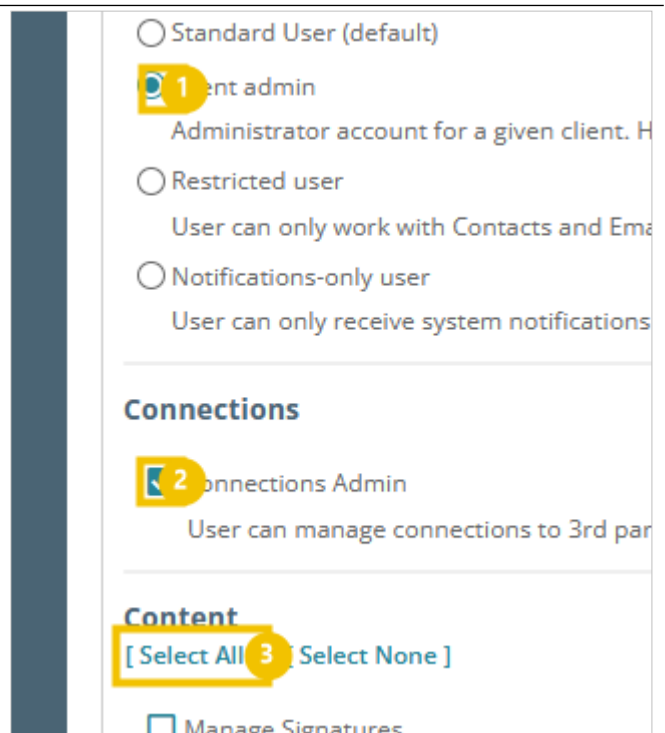 Standard User (default)
1 ent admin
Administrator account for a given client. H
Restricted user
User can only work with Contacts and Ema
Notifications-only user
User can only receive system notifications
Connections
2 onnections Admin
User can manage connections to 3rd par
Content
[ Select All 3 [ Select None ]
Manage Signatures